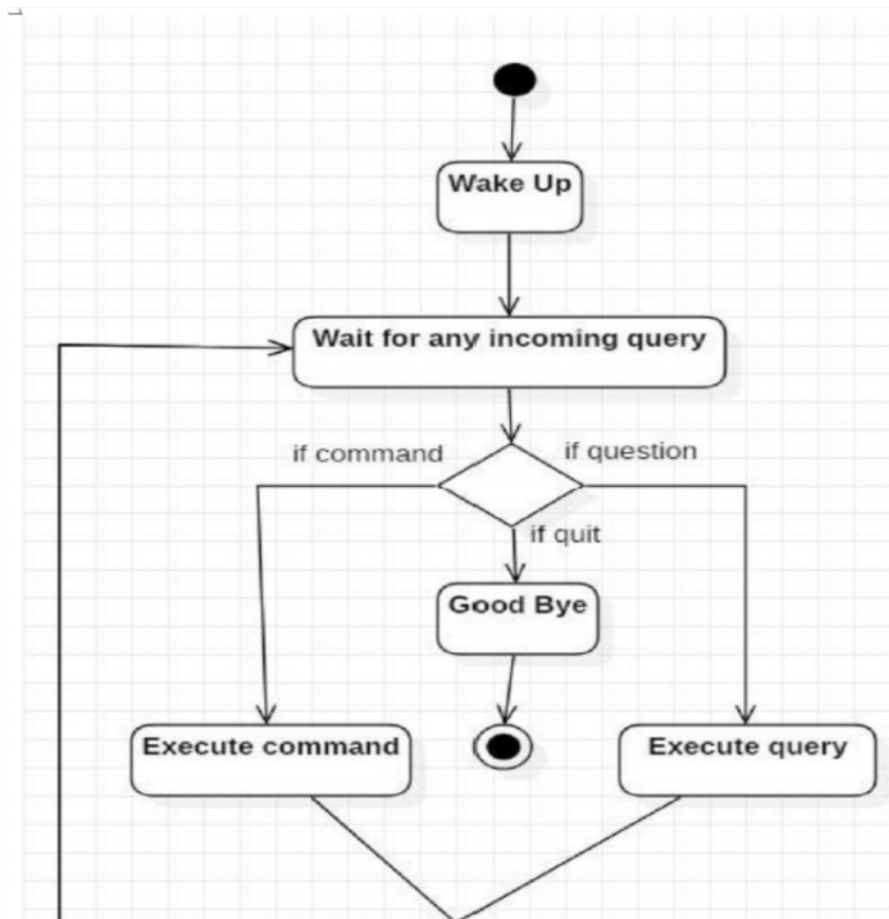 Wake Up
Wait for any incoming query
if command
if question
if quit
Good Bye
Execute command
Execute query